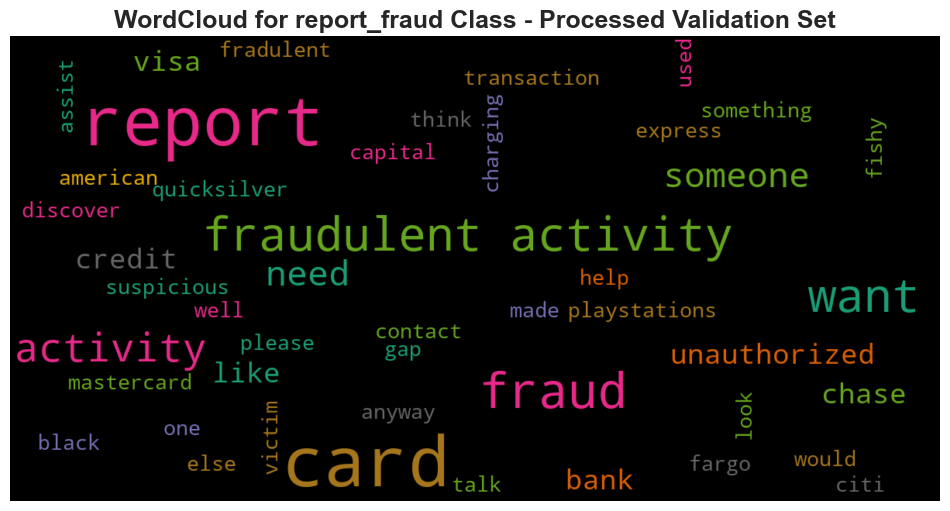 WordCloud for report_fraud Class - Processed Validation Set
fradulent
used
visa
assist
transaction
report
think
charging
something
express
fishy
capital
american
quicksilver
someone
discover
fraudulent activity
credit
need
help
suspicious
want
well
made
playstations
contact
activity
please
gap
unauthorized
like
mastercard
fraud
chase
anyway
look
victim
one
black
card
else
fargo
would
talk
bank
citi